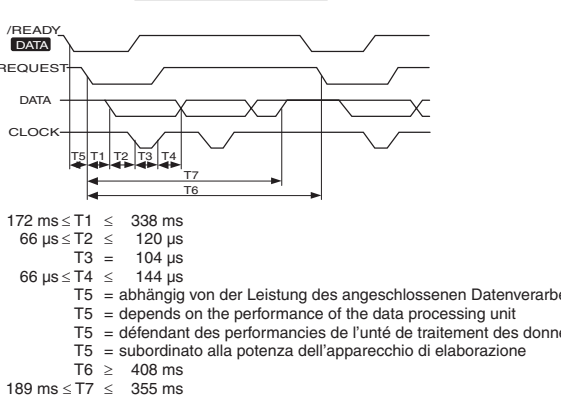 /READY
DATA
REQUEST
DATA
CLOCK
T5 T1 T2 T3 T4
T7
T6
172 ms ≤ T1 ≤ 338 ms
66 µs ≤ T2 ≤ 120 µs
T3 = 104 µs
66 µs ≤ T4 ≤ 144 µs
T5 = abhängig von der Leistung des angeschlossenen Datenverarbe
T5 = depends on the performance of the data processing unit
T5 = défendant des performancies de l'unté de traitement des donne
T5 = subordinato alla potenza dell'apparecchio di elaborazione
T6 ≥ 408 ms
189 ms ≤ T7 ≤ 355 ms